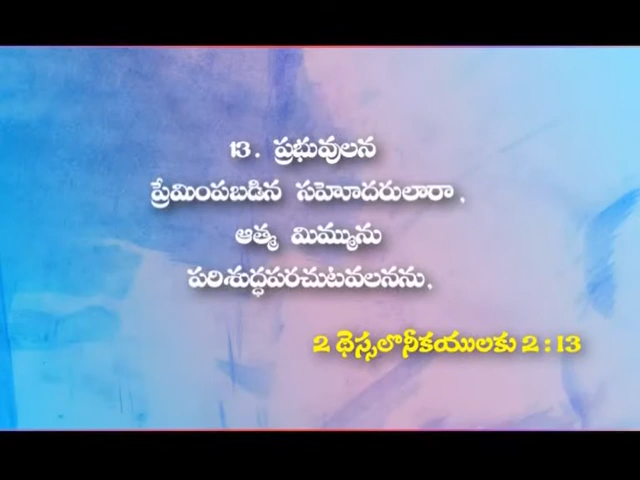 13. ప్రభువులన
ప్రేమింపబడిన సహోదరులారా,
ఆత్మ మిమ్మును
పరిశుద్ధపరచుటవలనను,
2 థెస్సలొనీకయులకు 2 : 13